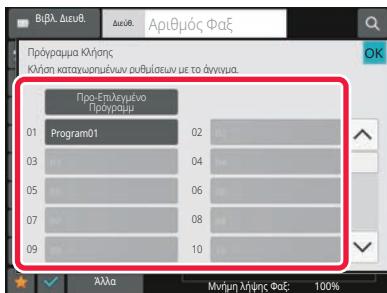 Βιβλ. Διευθ.
Διεύθ.
Αριθμός Φαξ
Πρόγραμμα Κλήσης
OK
Κλήση καταχωρημένων ρυθμίσεων με το άγγιγμα.
Προ-Επιλεγμένο
Πρόγραμμ
01 Program01 02
03 04
05 06
07 08
09 10
Άλλα
Μνήμη λήψης Φαξ: 100%